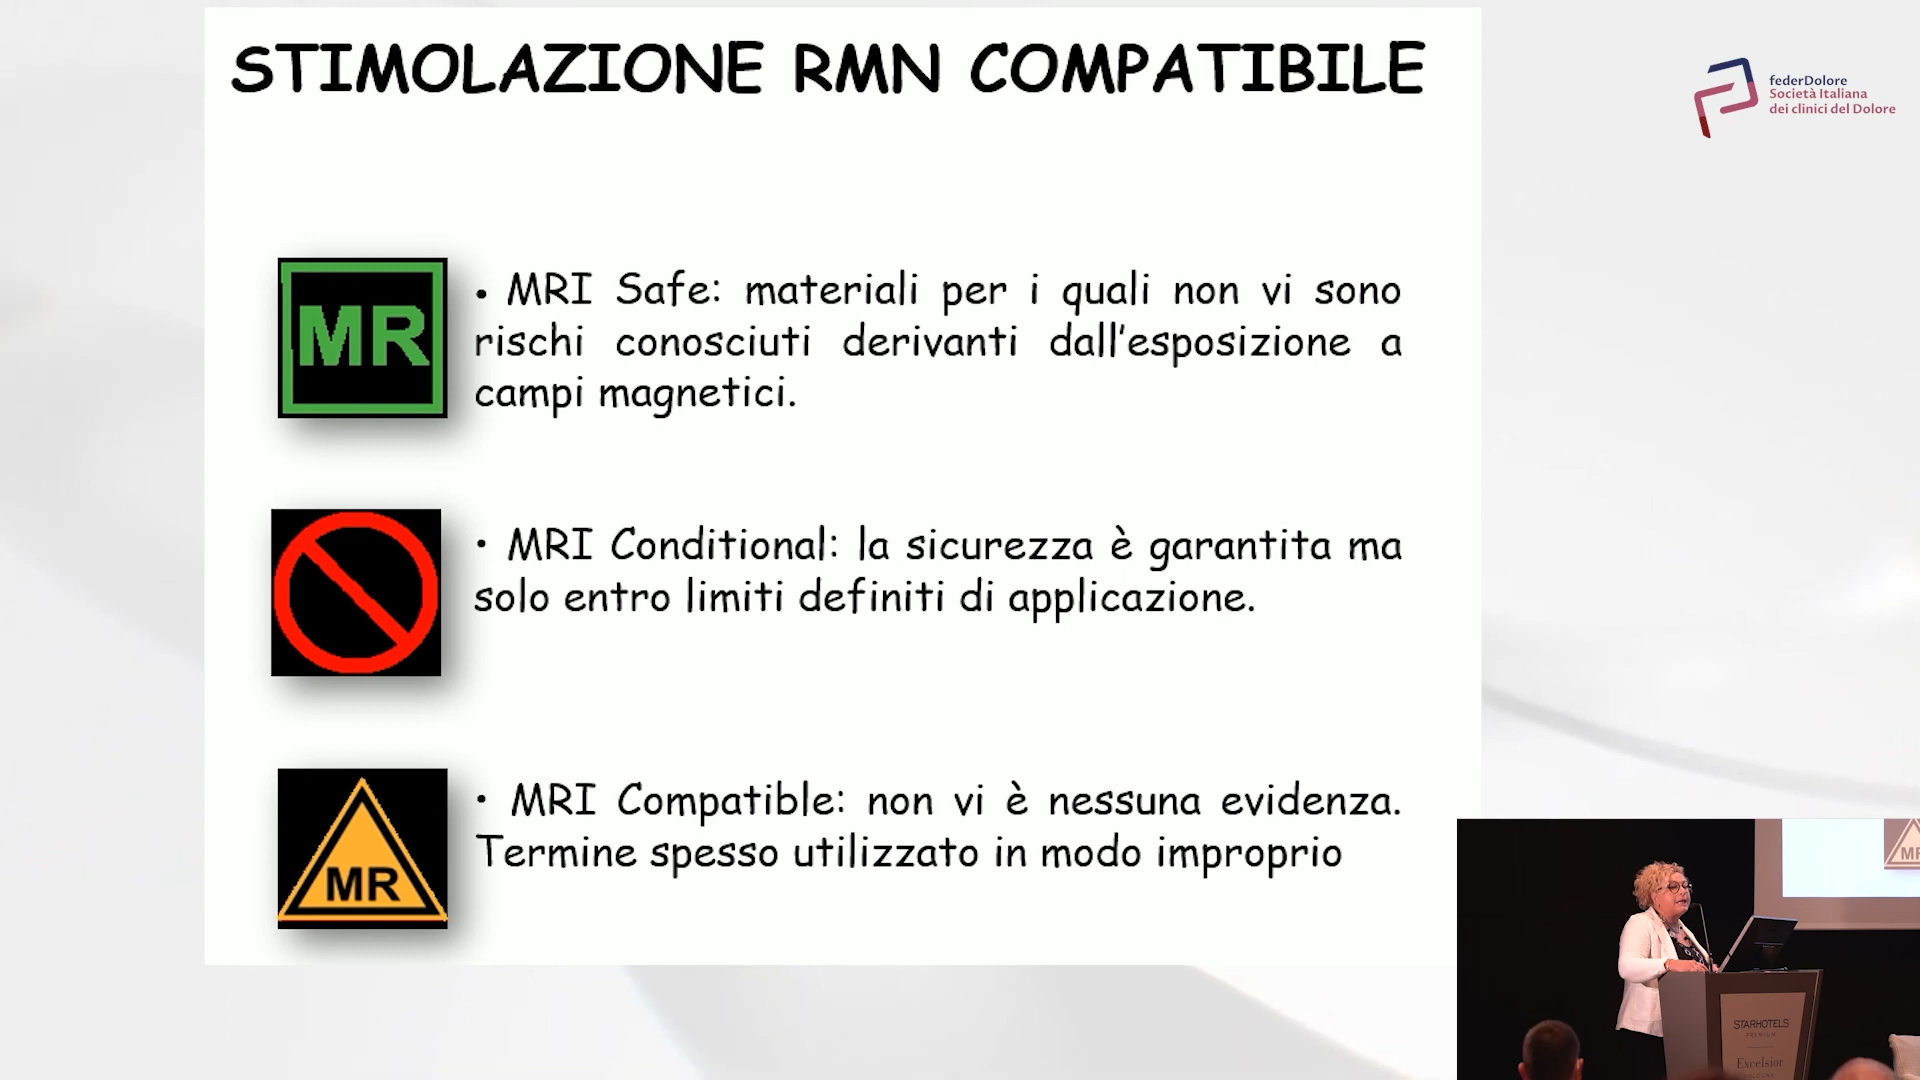 STIMOLAZIONE RMN COMPATIBILE
federDolore
Società Italiana
dei clinici del Dolore
MR
• MRI Safe: materiali per i quali non vi sono
rischi conosciuti derivanti dall'esposizione a
campi magnetici.
• MRI Conditional: la sicurezza è garantita ma
solo entro limiti definiti di applicazione.
MR
• MRI Compatible: non vi è nessuna evidenza.
Termine spesso utilizzato in modo improprio
STARHOTELS
PREMIUM
Excelsior